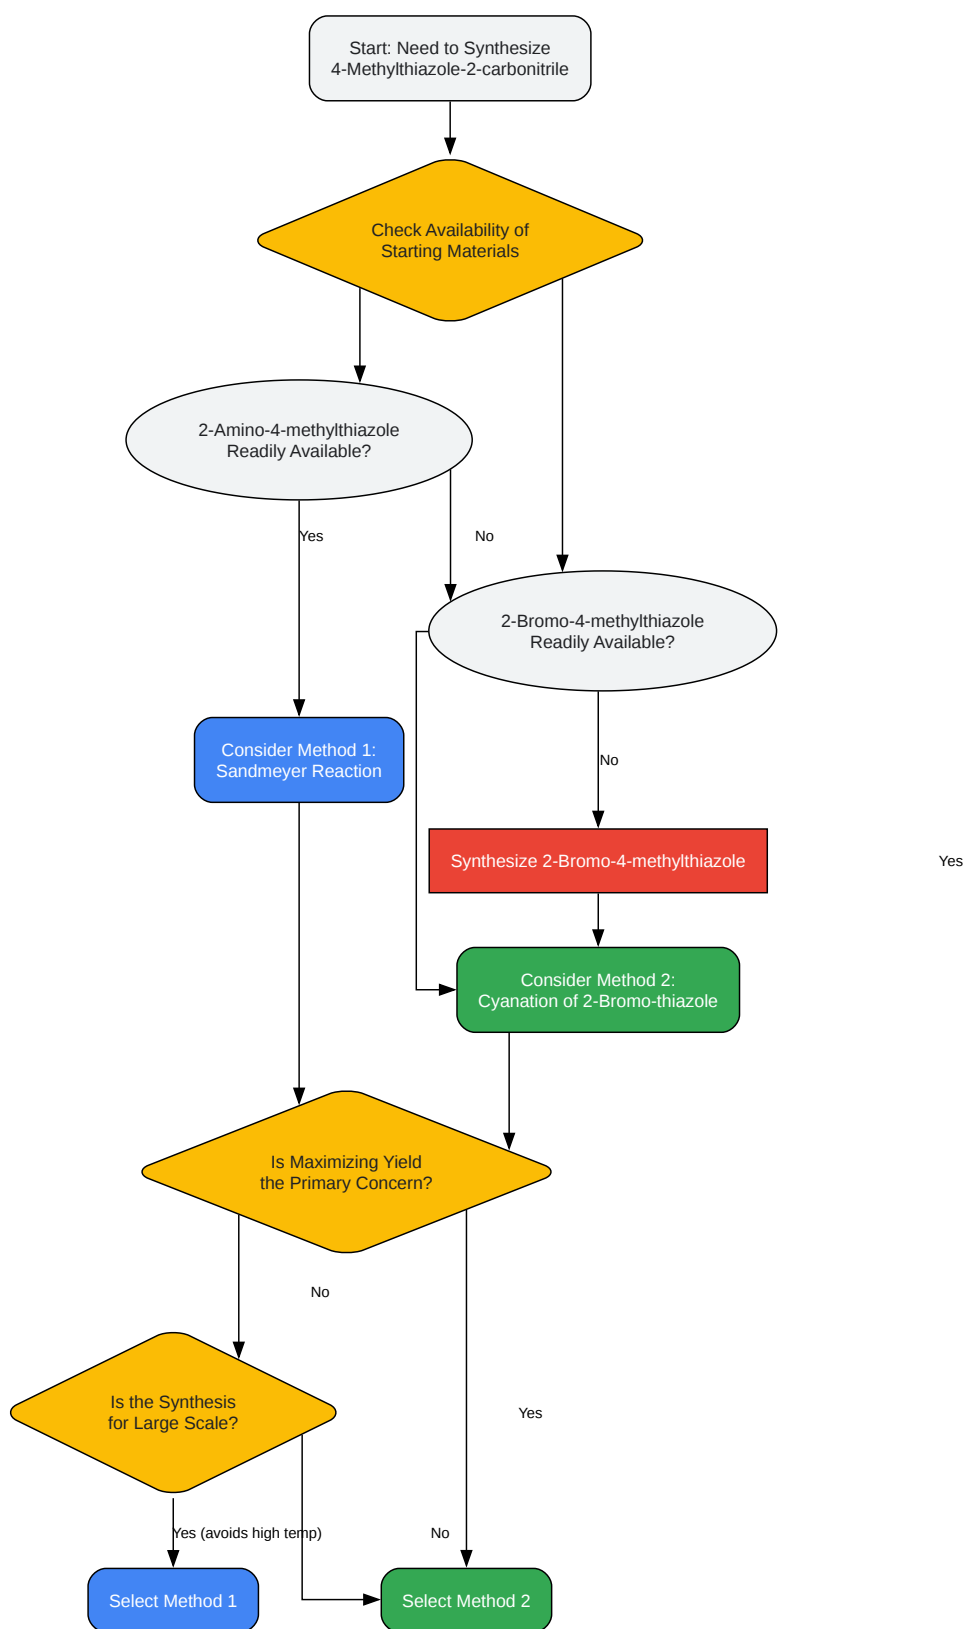 Start: Need to Synthesize
4-Methylthiazole-2-carbonitrile
Check Availability of
Starting Materials
2-Amino-4-methylthiazole
Readily Available?
Yes
No
2-Bromo-4-methylthiazole
Readily Available?
Consider Method 1:
Sandmeyer Reaction
No
Synthesize 2-Bromo-4-methylthiazole
Yes
Consider Method 2:
Cyanation of 2-Bromo-thiazole
Is Maximizing Yield
the Primary Concern?
No
Is the Synthesis
for Large Scale?
Yes
Yes (avoids high temp)
No
Select Method 1
Select Method 2